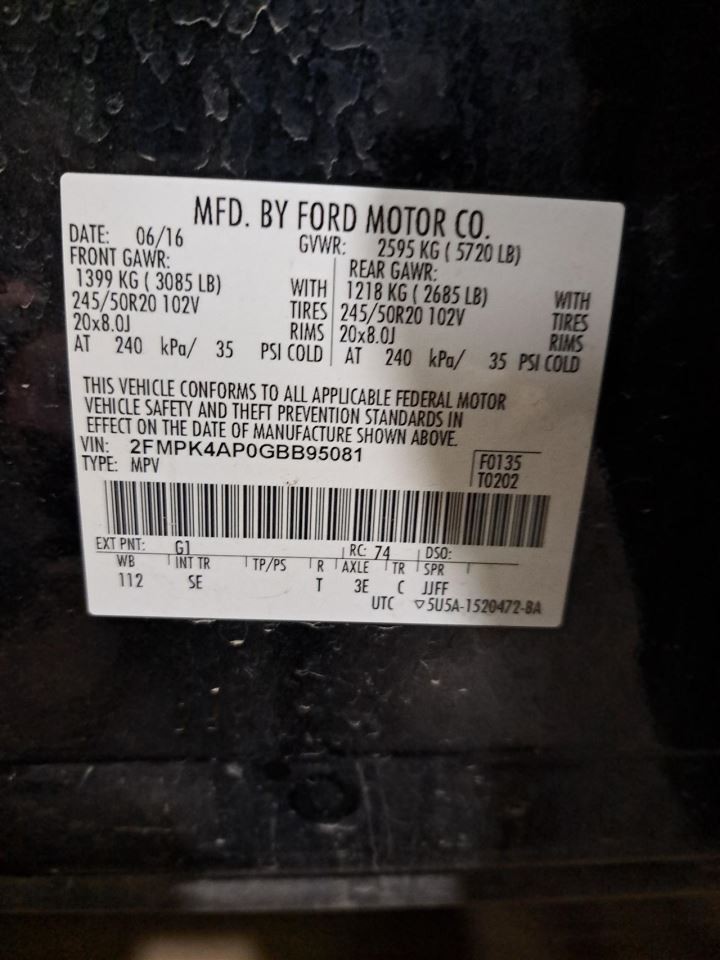 MFD. BY FORD MOTOR CO.
DATE: 06/16 GVWR: 2595 KG ( 5720 LB)
FRONT GAWR: REAR GAWR:
1399 KG ( 3085 LB) WITH 1218 KG ( 2685 LB) WITH
245/50R20 102V TIRES 245/50R20 102V TIRES
20x8.0J RIMS 20x8.0J RIMS
AT 240 kPa/ 35 PSI COLD AT 240 kPa/ 35 PSI COLD
THIS VEHICLE CONFORMS TO ALL APPLICABLE FEDERAL MOTOR
VEHICLE SAFETY AND THEFT PREVENTION STANDARDS IN
EFFECT ON THE DATE OF MANUFACTURE SHOWN ABOVE.
VIN: 2FMPK4AP0GBB95081 F0135
TYPE: MPV T0202
EXT PNT: G1 RC: 74 DSO:
WB INT TR TP/PS R AXLE TR SPR
112 SE T 3E C JJFF
UTC ▽5U5A-1520472-BA